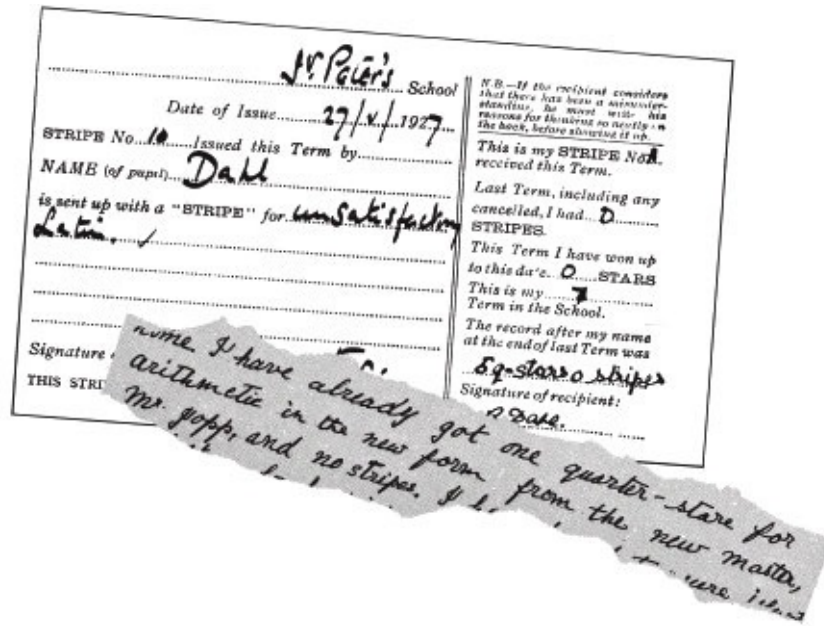 St. Peter's School
Date of Issue 27/V/1927
STRIPE No. 10 Issued this Term by
NAME (of pupil) Dahl
is sent up with a "STRIPE" for unsatisfactory
Latin.
Signature
THIS STRI
N.B.—If the recipient considers
that there has been a misunder-
standing, he must write his
reasons for thinking so neatly on
the back, before showing it up.
This is my STRIPE No.
received this Term.
Last Term, including any
cancelled, I had
STRIPES.
This Term I have won up
to this date O STARS
This is my 7
Term in the School.
The record after my name
at the end of last Term was
5 q-stars o stripes
Signature of recipient:
Dahl.
I have already got one quarter-stare for
arithmetic in the new form from the new master,
Mr. Jopp, and no stripes. I